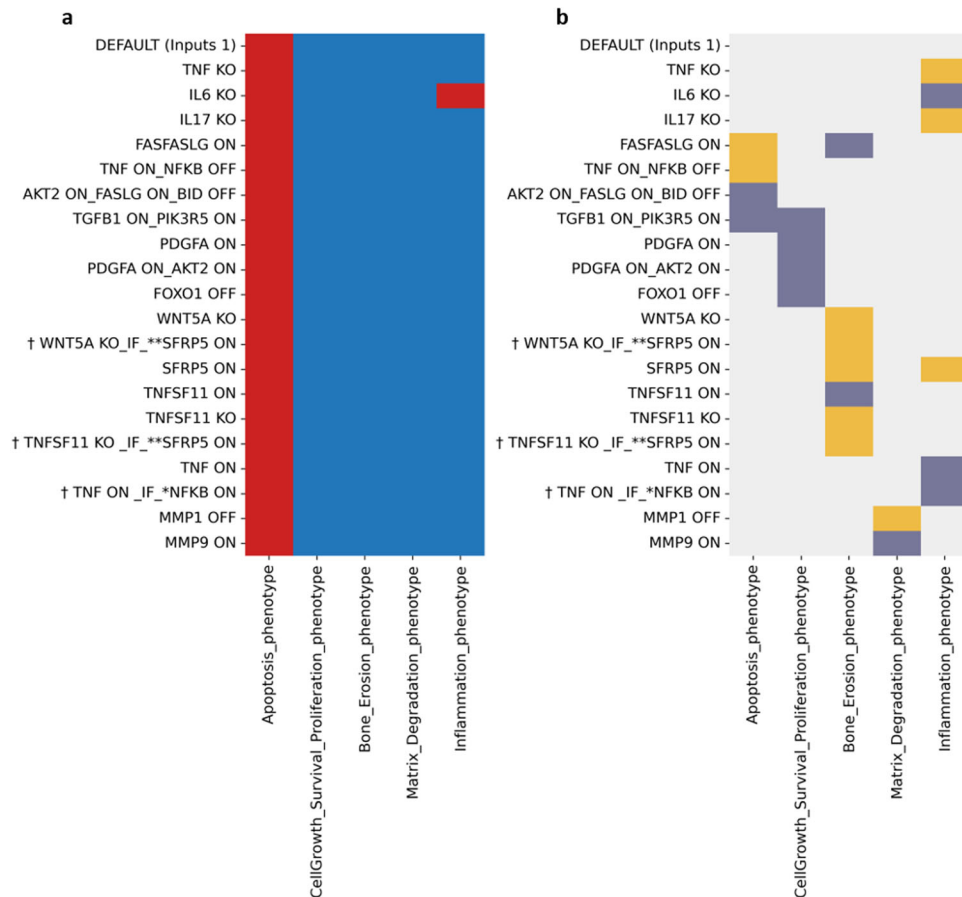 a
DEFAULT (Inputs 1)
TNF KO
IL6 KO
IL17 KO
FASFASLG ON
TNF ON_NFKB OFF
AKT2 ON_FASLG ON_BID OFF
TGFB1 ON_PIK3R5 ON
PDGFA ON
PDGFA ON_AKT2 ON
FOXO1 OFF
WNT5A KO
† WNT5A KO_IF_**SFRP5 ON
SFRP5 ON
TNFSF11 ON
TNFSF11 KO
† TNFSF11 KO _IF_**SFRP5 ON
TNF ON
† TNF ON _IF_*NFKB ON
MMP1 OFF
MMP9 ON
Apoptosis_phenotype
CellGrowth_Survival_Proliferation_phenotype
Bone_Erosion_phenotype
Matrix_Degradation_phenotype
Inflammation_phenotype
b
DEFAULT (Inputs 1)
TNF KO
IL6 KO
IL17 KO
FASFASLG ON
TNF ON_NFKB OFF
AKT2 ON_FASLG ON_BID OFF
TGFB1 ON_PIK3R5 ON
PDGFA ON
PDGFA ON_AKT2 ON
FOXO1 OFF
WNT5A KO
† WNT5A KO_IF_**SFRP5 ON
SFRP5 ON
TNFSF11 ON
TNFSF11 KO
† TNFSF11 KO _IF_**SFRP5 ON
TNF ON
† TNF ON _IF_*NFKB ON
MMP1 OFF
MMP9 ON
Apoptosis_phenotype
CellGrowth_Survival_Proliferation_phenotype
Bone_Erosion_phenotype
Matrix_Degradation_phenotype
Inflammation_phenotype